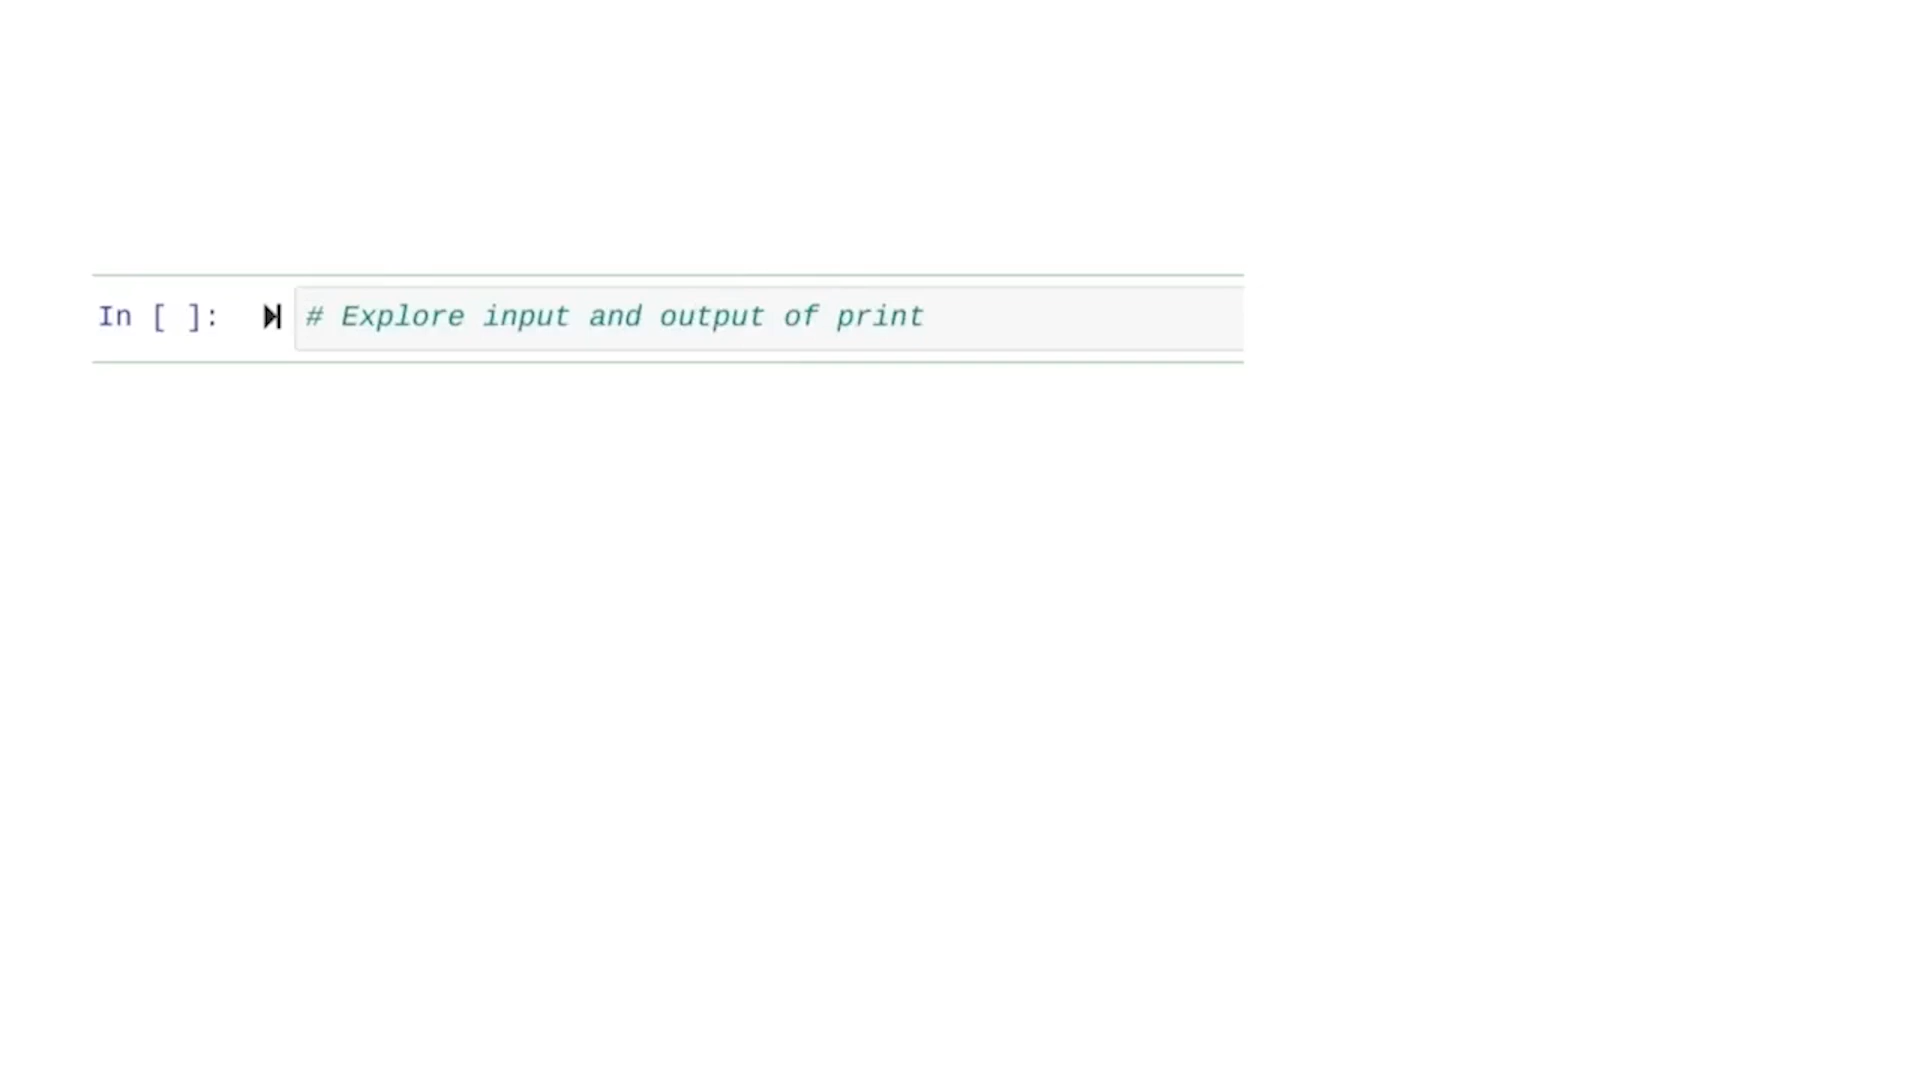 In [ ]: # Explore input and output of print